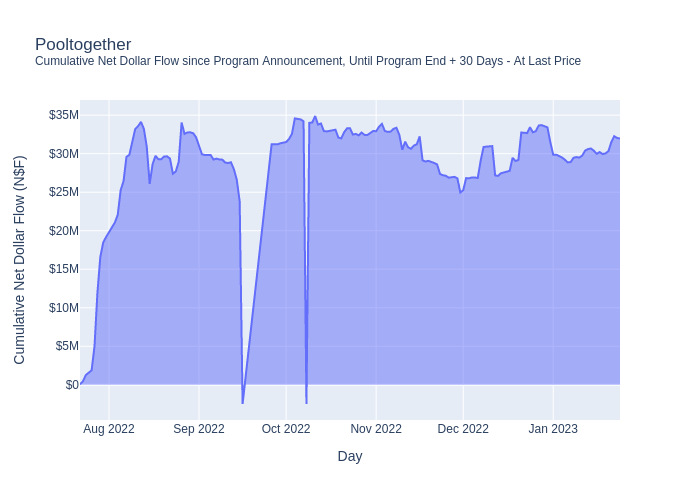 Pooltogether
Cumulative Net Dollar Flow since Program Announcement, Until Program End + 30 Days - At Last Price
Cumulative Net Dollar Flow (N$F)
$35M
$30M
$25M
$20M
$15M
$10M
$5M
$0
Aug 2022
Sep 2022
Oct 2022
Nov 2022
Dec 2022
Jan 2023
Day